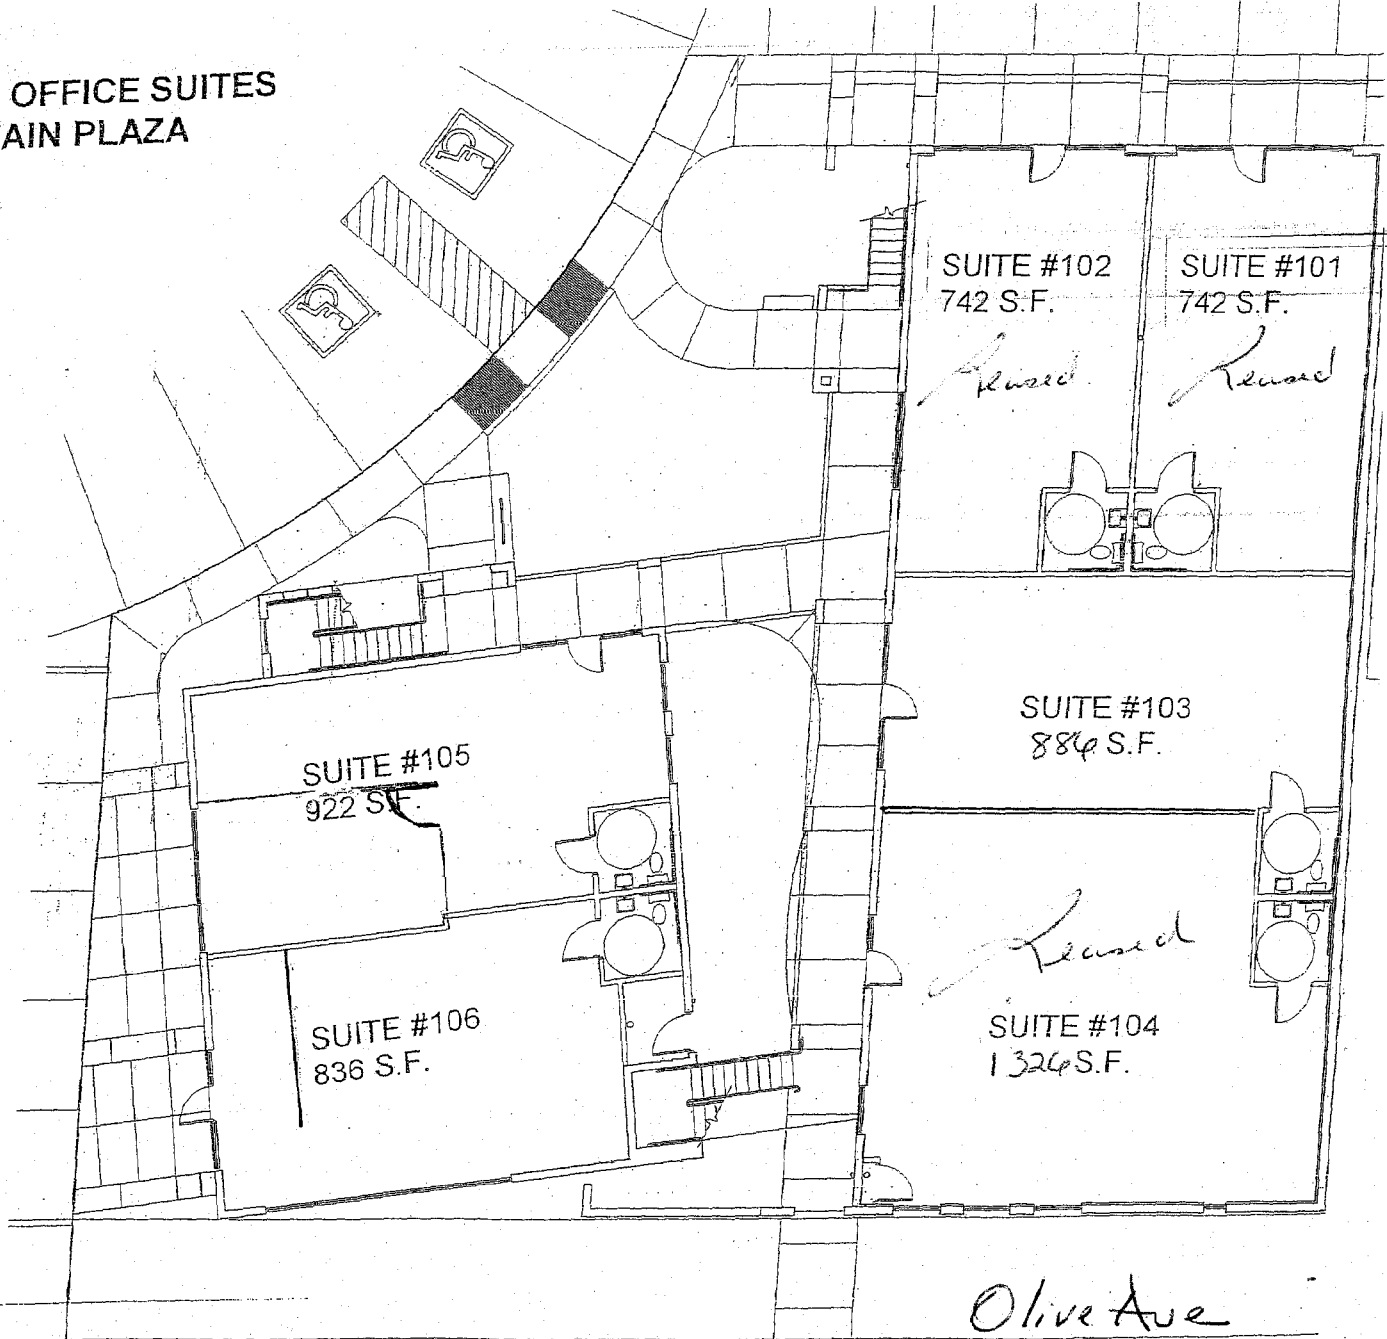 OFFICE SUITES
AIN PLAZA
SUITE #102
742 S.F.
Leased
SUITE #101
742 S.F.
Leased
SUITE #103
886 S.F.
SUITE #105
922 S.F.
Leased
SUITE #104
1326 S.F.
SUITE #106
836 S.F.
Olive Ave